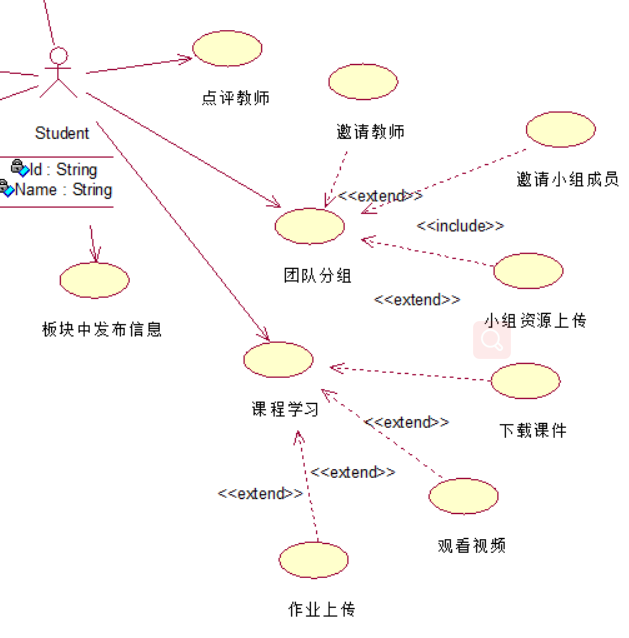 点评教师
邀请教师
Student
Id : String
Name : String
邀请小组成员
<<extend>>
<<include>>
团队分组
<<extend>>
小组资源上传
板块中发布信息
课程学习
下载课件
<<extend>>
<<extend>>
<<extend>>
观看视频
作业上传